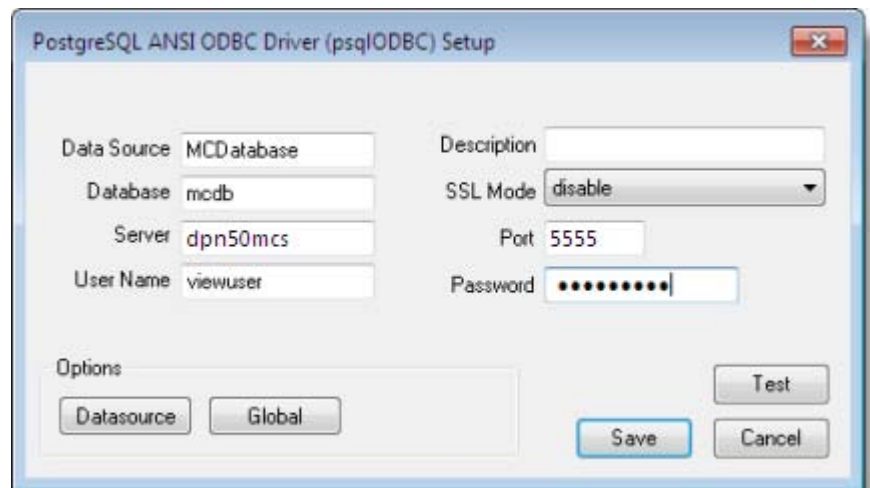 PostgreSQL ANSI ODBC Driver (psqlODBC) Setup
Data Source MCDatabase
Description
Database mcdb
SSL Mode disable
Server dpn50mcs
Port 5555
User Name viewuser
Password •••••••••
Options
Datasource Global
Test
Save Cancel